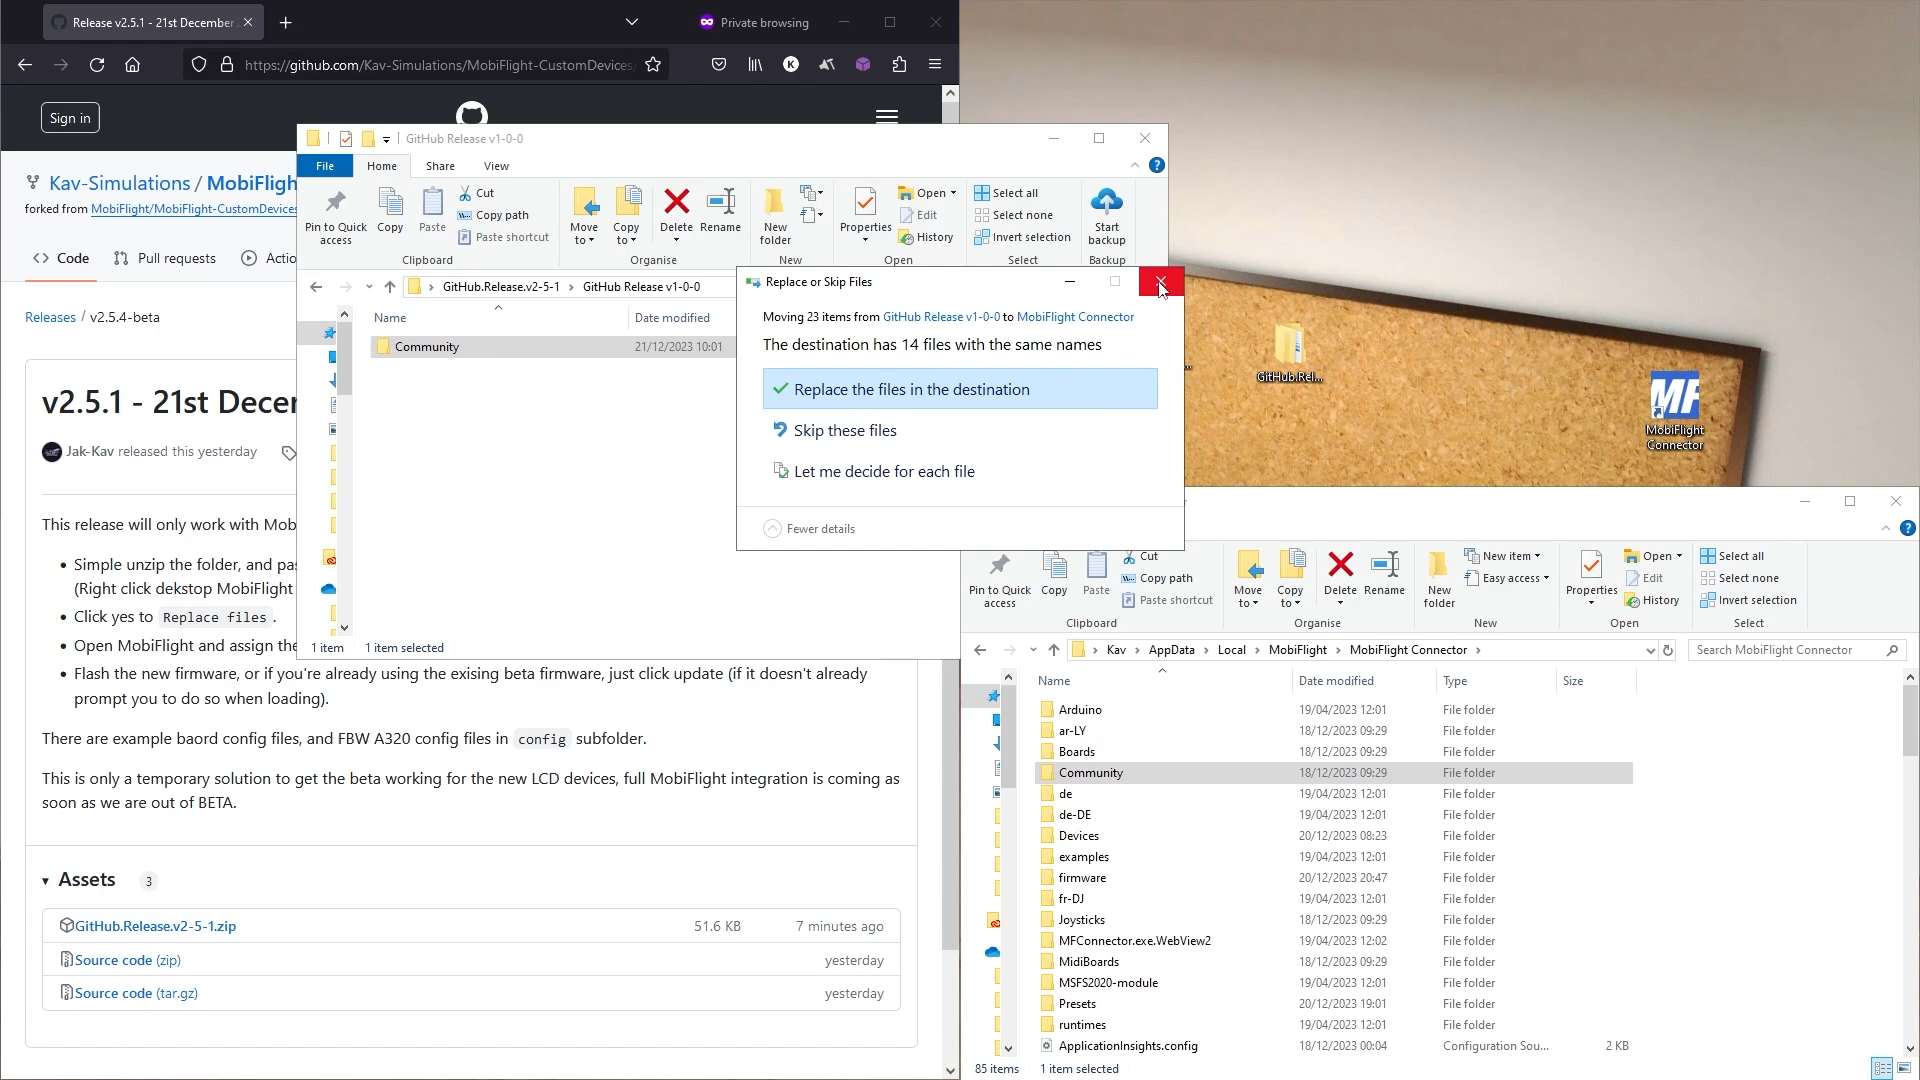 Release v2.5.1 - 21st December
Private browsing
https://github.com/Kav-Simulations/MobiFlight-CustomDevices
Sign in
Kav-Simulations / MobiFligh
forked from MobiFlight/MobiFlight-CustomDevices
Code
Pull requests
Actio
Releases / v2.5.4-beta
v2.5.1 - 21st Decer
Jak-Kav released this yesterday
This release will only work with Mob
Simple unzip the folder, and pas
(Right click dekstop MobiFlight
Click yes to Replace files.
Open MobiFlight and assign the
Flash the new firmware, or if you're already using the exising beta firmware, just click update (if it doesn't already
prompt you to do so when loading).
There are example baord config files, and FBW A320 config files in config subfolder.
This is only a temporary solution to get the beta working for the new LCD devices, full MobiFlight integration is coming as
soon as we are out of BETA.
Assets 3
GitHub.Release.v2-5-1.zip 51.6 KB 7 minutes ago
Source code (zip) yesterday
Source code (tar.gz) yesterday
GitHub Release v1-0-0
File Home Share View
Pin to Quick access
Copy
Paste
Cut
Copy path
Paste shortcut
Clipboard
Move to
Copy to
Delete
Rename
Organise
New folder
New
Properties
Open
Edit
History
Open
Select all
Select none
Invert selection
Select
Start backup
Backup
GitHub.Release.v2-5-1 > GitHub Release v1-0-0
Name Date modified
Community 21/12/2023 10:01
1 item 1 item selected
Replace or Skip Files
Moving 23 items from GitHub Release v1-0-0 to MobiFlight Connector
The destination has 14 files with the same names
Replace the files in the destination
Skip these files
Let me decide for each file
Fewer details
GitHub.Rel...
MF
MobiFlight
Connector
Pin to Quick access
Copy
Paste
Cut
Copy path
Paste shortcut
Clipboard
Move to
Copy to
Delete
Rename
Organise
New folder
New item
Easy access
New
Properties
Open
Edit
History
Open
Select all
Select none
Invert selection
Select
Kav > AppData > Local > MobiFlight > MobiFlight Connector >
Search MobiFlight Connector
Name Date modified Type Size
Arduino 19/04/2023 12:01 File folder
ar-LY 18/12/2023 09:29 File folder
Boards 18/12/2023 09:29 File folder
Community 18/12/2023 09:29 File folder
de 19/04/2023 12:01 File folder
de-DE 19/04/2023 12:01 File folder
Devices 20/12/2023 08:23 File folder
examples 19/04/2023 12:01 File folder
firmware 20/12/2023 20:47 File folder
fr-DJ 19/04/2023 12:01 File folder
Joysticks 18/12/2023 09:29 File folder
MFConnector.exe.WebView2 19/04/2023 12:02 File folder
MidiBoards 18/12/2023 09:29 File folder
MSFS2020-module 19/04/2023 12:01 File folder
Presets 20/12/2023 19:01 File folder
runtimes 19/04/2023 12:01 File folder
ApplicationInsights.config 18/12/2023 00:04 Configuration Sou... 2 KB
85 items 1 item selected